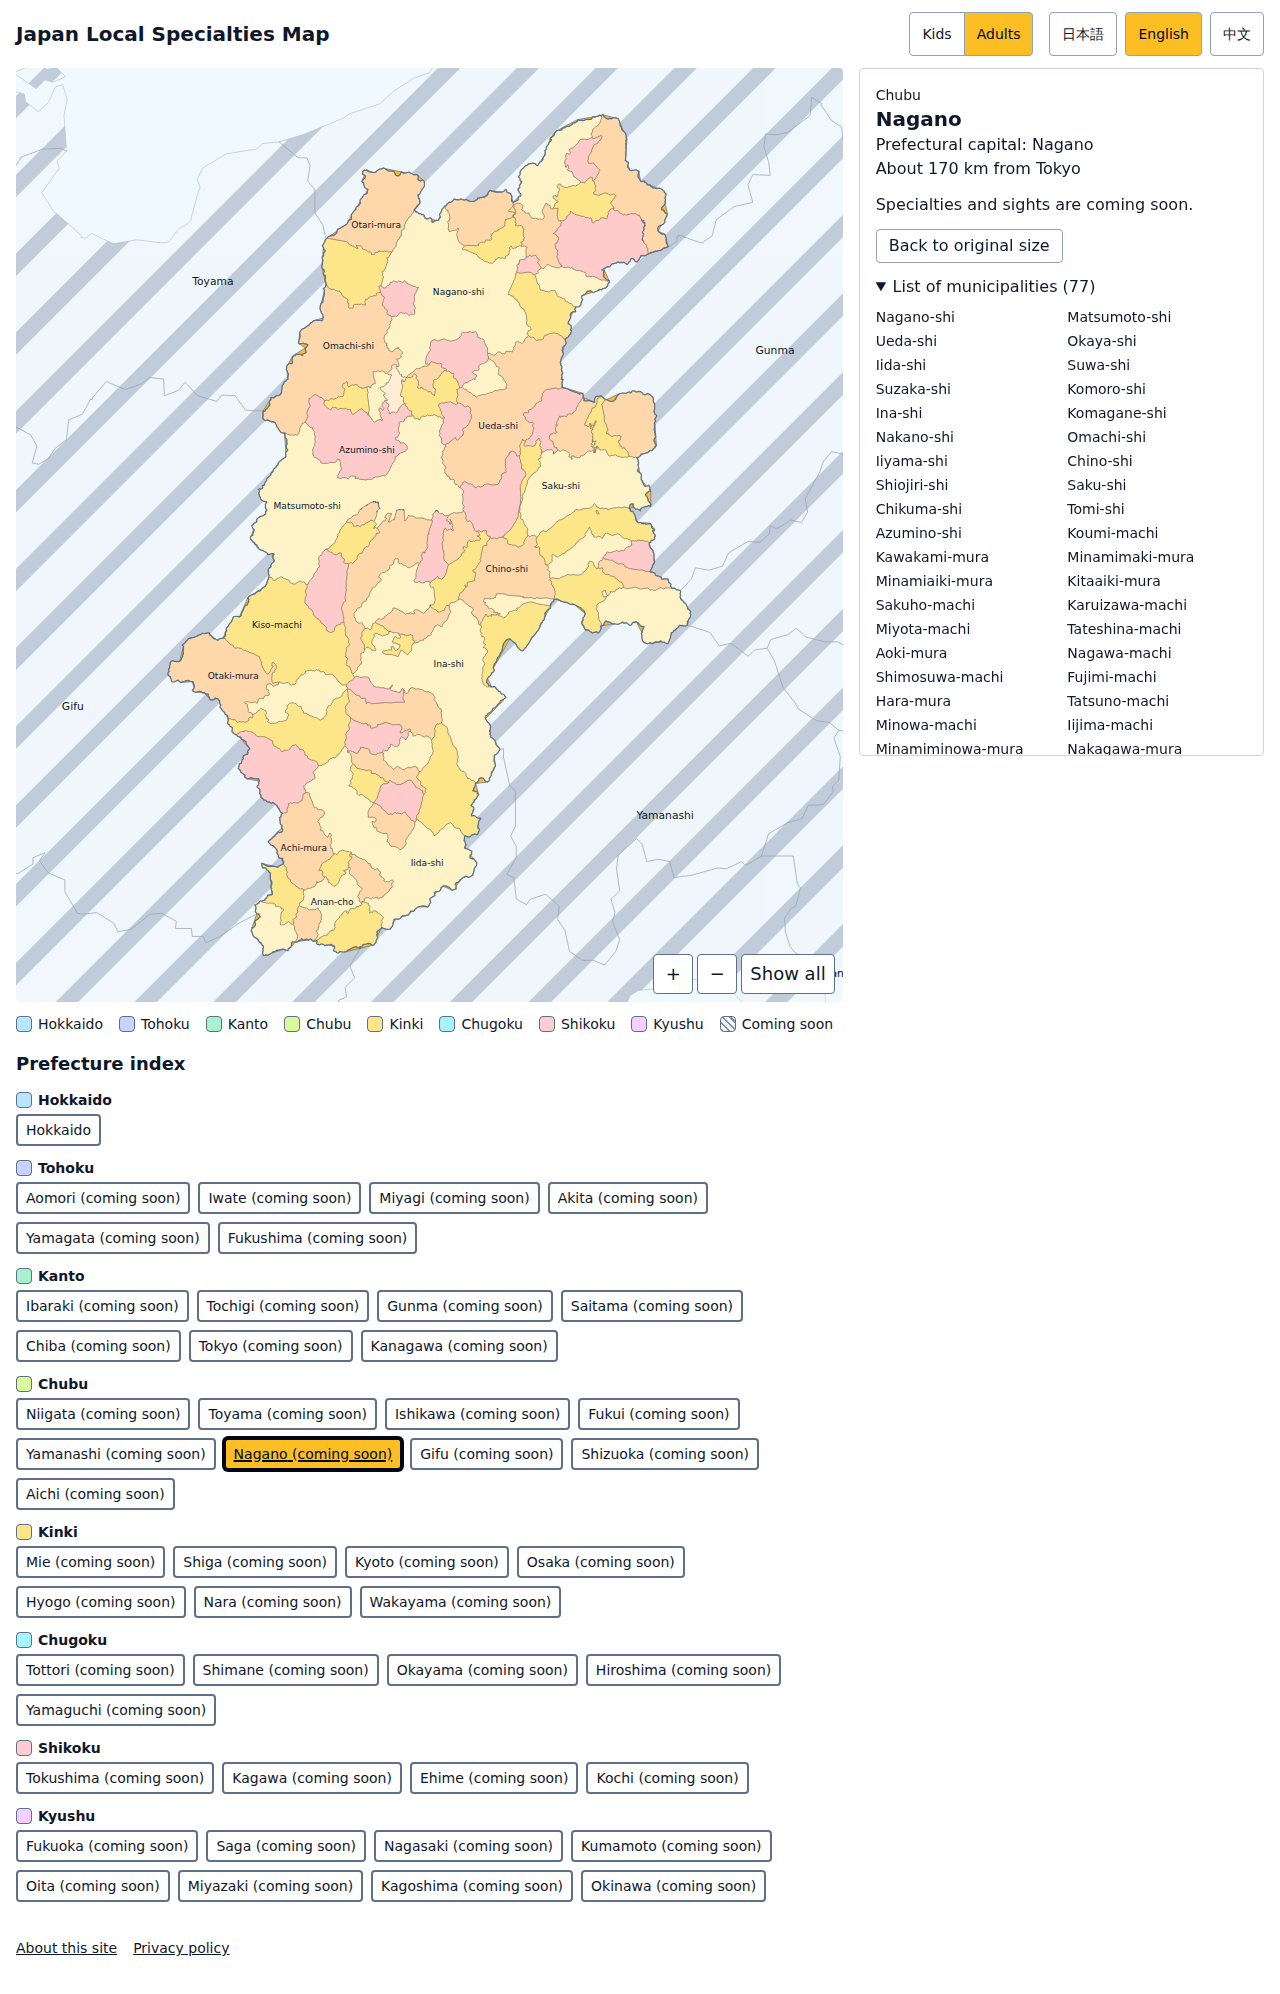 Japan Local Specialties Map
Kids Adults 日本語 English 中文
Otari-mura
Toyama
Nagano-shi
Omachi-shi
Gunma
Ueda-shi
Azumino-shi
Saku-shi
Matsumoto-shi
Chino-shi
Kiso-machi
Ina-shi
Otaki-mura
Gifu
Yamanashi
Achi-mura
Iida-shi
Anan-cho
+ − Show all
Chubu
Nagano
Prefectural capital: Nagano
About 170 km from Tokyo
Specialties and sights are coming soon.
Back to original size
▼ List of municipalities (77)
Nagano-shi Matsumoto-shi
Ueda-shi Okaya-shi
Iida-shi Suwa-shi
Suzaka-shi Komoro-shi
Ina-shi Komagane-shi
Nakano-shi Omachi-shi
Iiyama-shi Chino-shi
Shiojiri-shi Saku-shi
Chikuma-shi Tomi-shi
Azumino-shi Koumi-machi
Kawakami-mura Minamimaki-mura
Minamiaiki-mura Kitaaiki-mura
Sakuho-machi Karuizawa-machi
Miyota-machi Tateshina-machi
Aoki-mura Nagawa-machi
Shimosuwa-machi Fujimi-machi
Hara-mura Tatsuno-machi
Minowa-machi Iijima-machi
Minamiminowa-mura Nakagawa-mura
Hokkaido Tohoku Kanto Chubu Kinki Chugoku Shikoku Kyushu Coming soon
Prefecture index
Hokkaido
Hokkaido
Tohoku
Aomori (coming soon) Iwate (coming soon) Miyagi (coming soon) Akita (coming soon)
Yamagata (coming soon) Fukushima (coming soon)
Kanto
Ibaraki (coming soon) Tochigi (coming soon) Gunma (coming soon) Saitama (coming soon)
Chiba (coming soon) Tokyo (coming soon) Kanagawa (coming soon)
Chubu
Niigata (coming soon) Toyama (coming soon) Ishikawa (coming soon) Fukui (coming soon)
Yamanashi (coming soon) Nagano (coming soon) Gifu (coming soon) Shizuoka (coming soon)
Aichi (coming soon)
Kinki
Mie (coming soon) Shiga (coming soon) Kyoto (coming soon) Osaka (coming soon)
Hyogo (coming soon) Nara (coming soon) Wakayama (coming soon)
Chugoku
Tottori (coming soon) Shimane (coming soon) Okayama (coming soon) Hiroshima (coming soon)
Yamaguchi (coming soon)
Shikoku
Tokushima (coming soon) Kagawa (coming soon) Ehime (coming soon) Kochi (coming soon)
Kyushu
Fukuoka (coming soon) Saga (coming soon) Nagasaki (coming soon) Kumamoto (coming soon)
Oita (coming soon) Miyazaki (coming soon) Kagoshima (coming soon) Okinawa (coming soon)
About this site Privacy policy